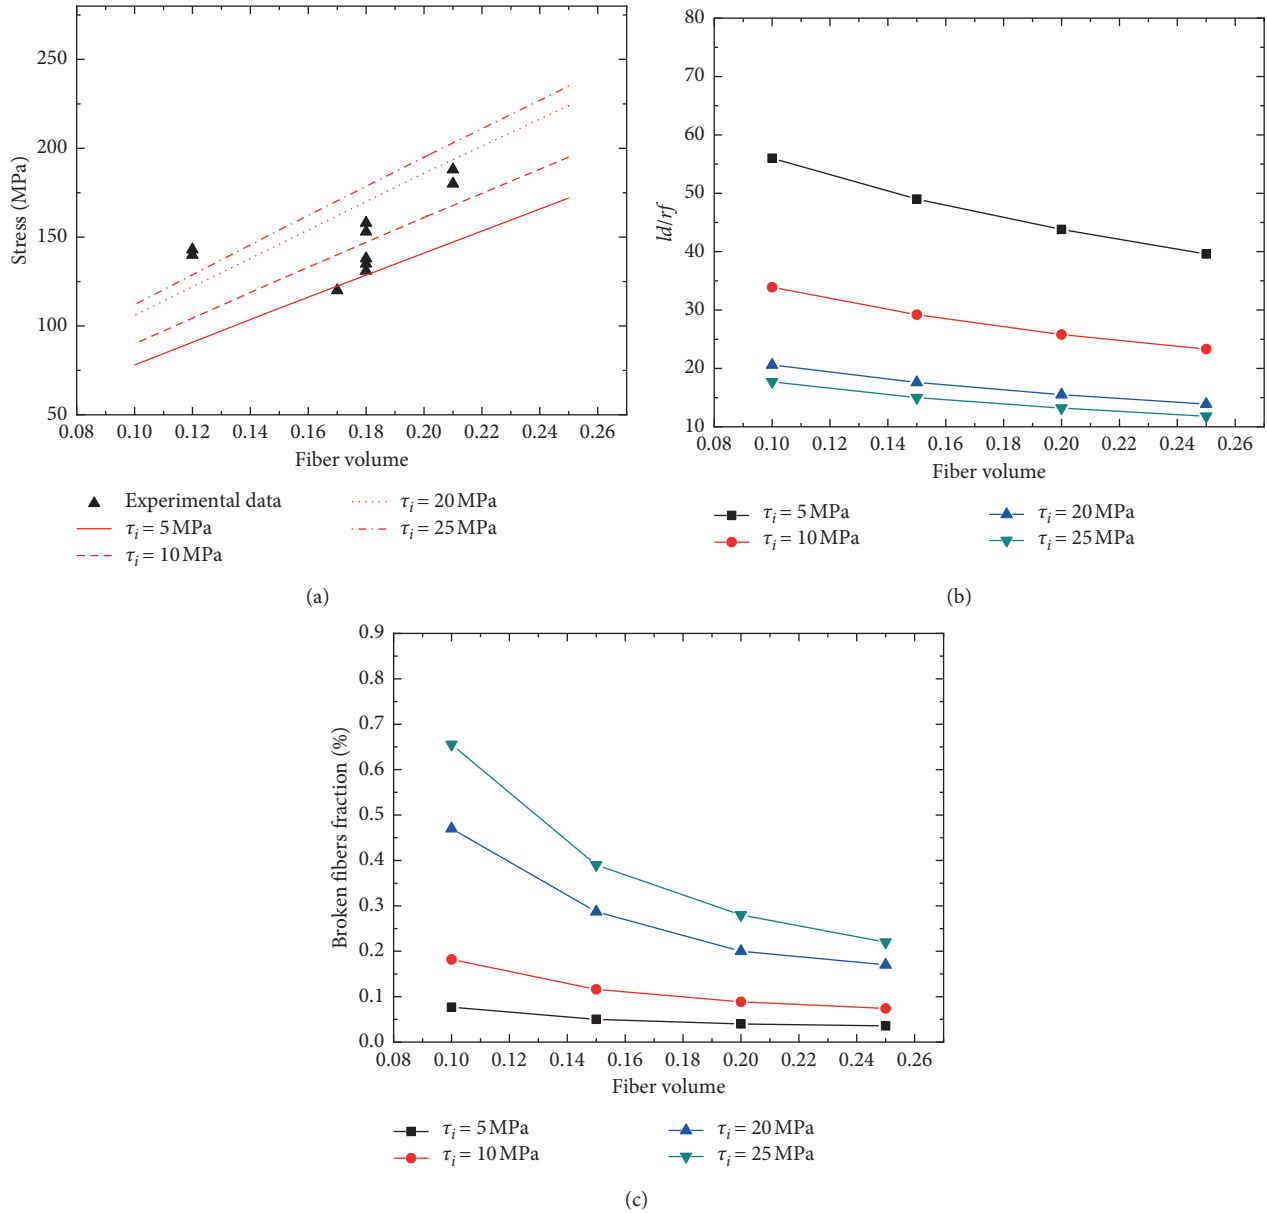 250
200
150
100
50
Stress (MPa)
0.08 0.10 0.12 0.14 0.16 0.18 0.20 0.22 0.24 0.26
Fiber volume
Experimental data
τi = 5 MPa
τi = 10 MPa
τi = 20 MPa
τi = 25 MPa
(a)
80
70
60
50
40
30
20
10
ld/rf
0.08 0.10 0.12 0.14 0.16 0.18 0.20 0.22 0.24 0.26
Fiber volume
τi = 5 MPa
τi = 10 MPa
τi = 20 MPa
τi = 25 MPa
(b)
0.9
0.8
0.7
0.6
0.5
0.4
0.3
0.2
0.1
0.0
Broken fibers fraction (%)
0.08 0.10 0.12 0.14 0.16 0.18 0.20 0.22 0.24 0.26
Fiber volume
τi = 5 MPa
τi = 10 MPa
τi = 20 MPa
τi = 25 MPa
(c)